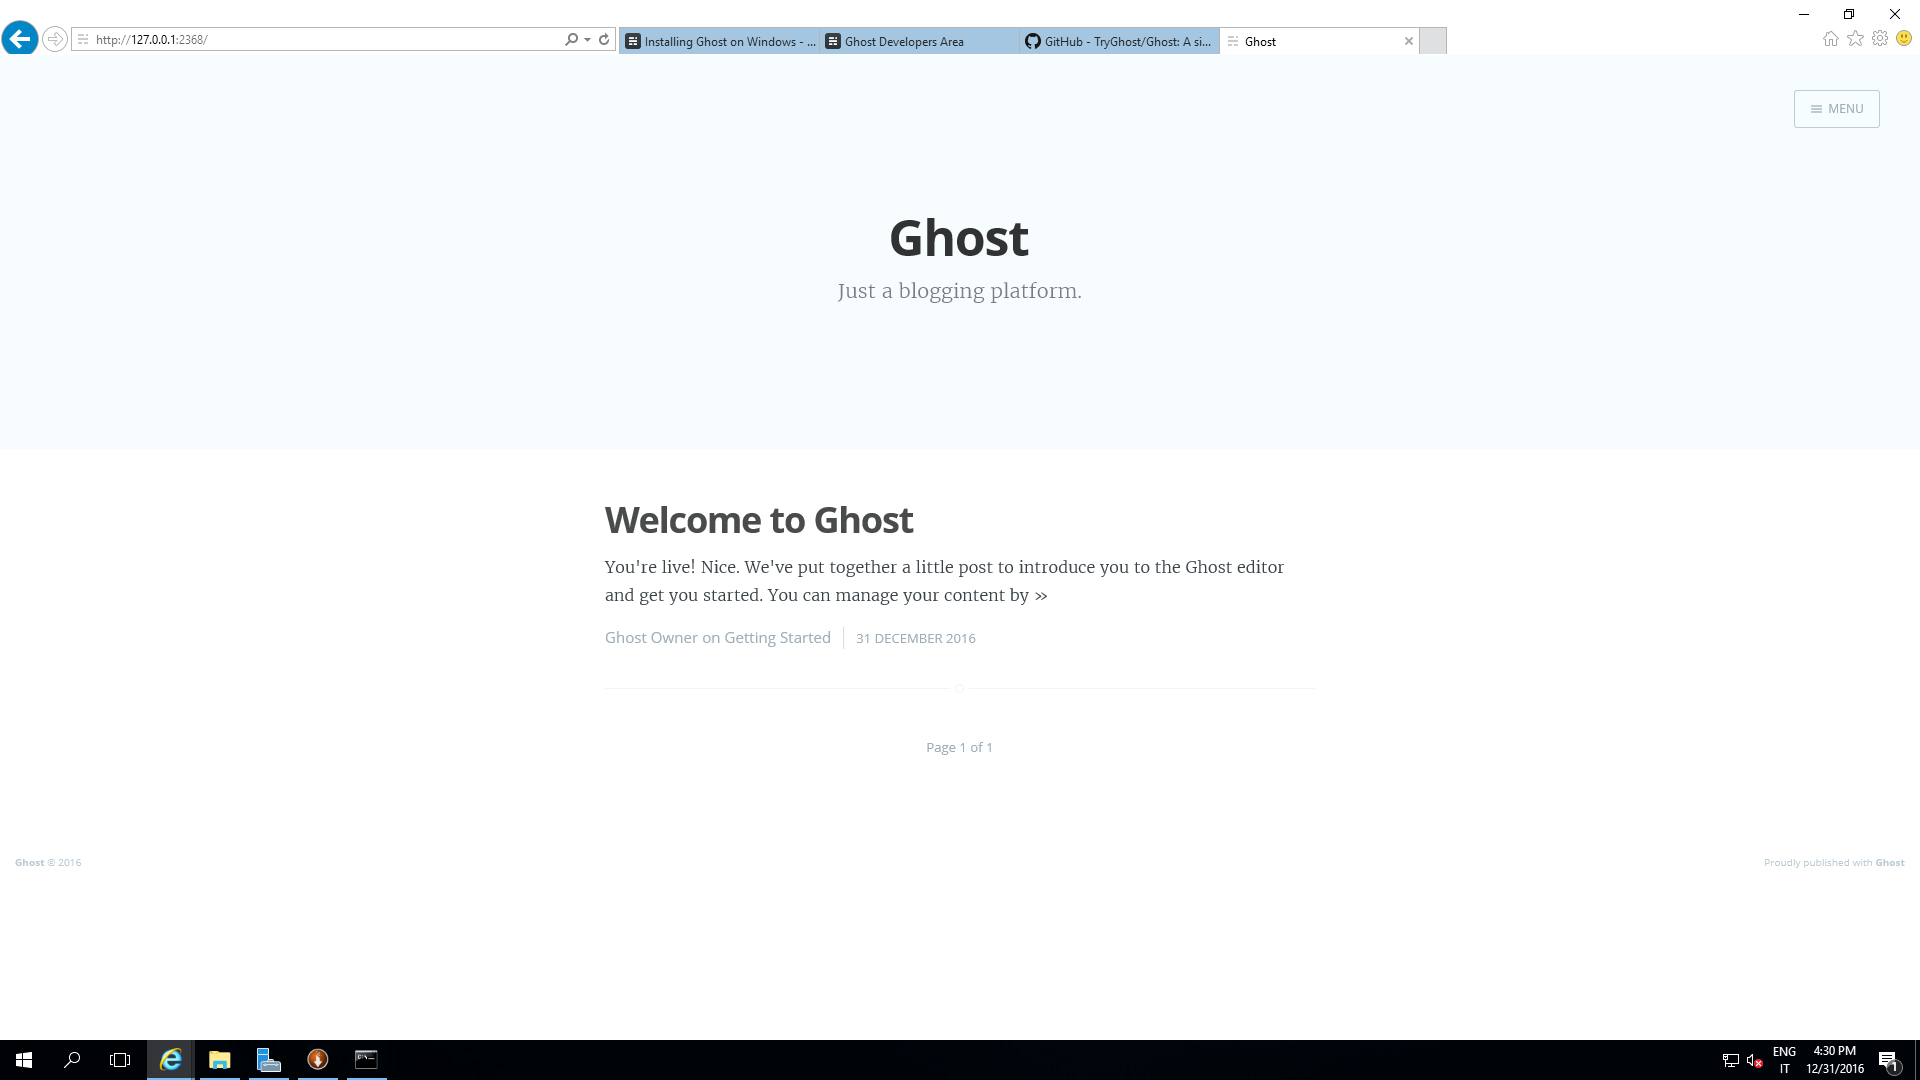 http://127.0.0.1:2368/
Installing Ghost on Windows - ...
Ghost Developers Area
GitHub - TryGhost/Ghost: A si...
Ghost
MENU
Ghost
Just a blogging platform.
Welcome to Ghost
You're live! Nice. We've put together a little post to introduce you to the Ghost editor
and get you started. You can manage your content by »
Ghost Owner on Getting Started
31 DECEMBER 2016
Page 1 of 1
Ghost © 2016
Proudly published with Ghost
ENG
IT
4:30 PM
12/31/2016
1